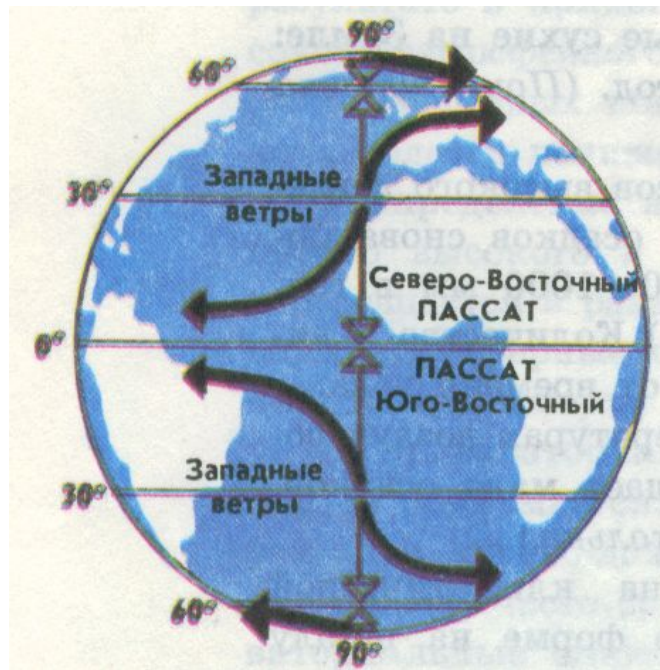 90°
60°
30°
Западные
ветры
Северо-Восточный
ПАССАТ
0°
ПАССАТ
Юго-Восточный
30°
Западные
ветры
60°
90°